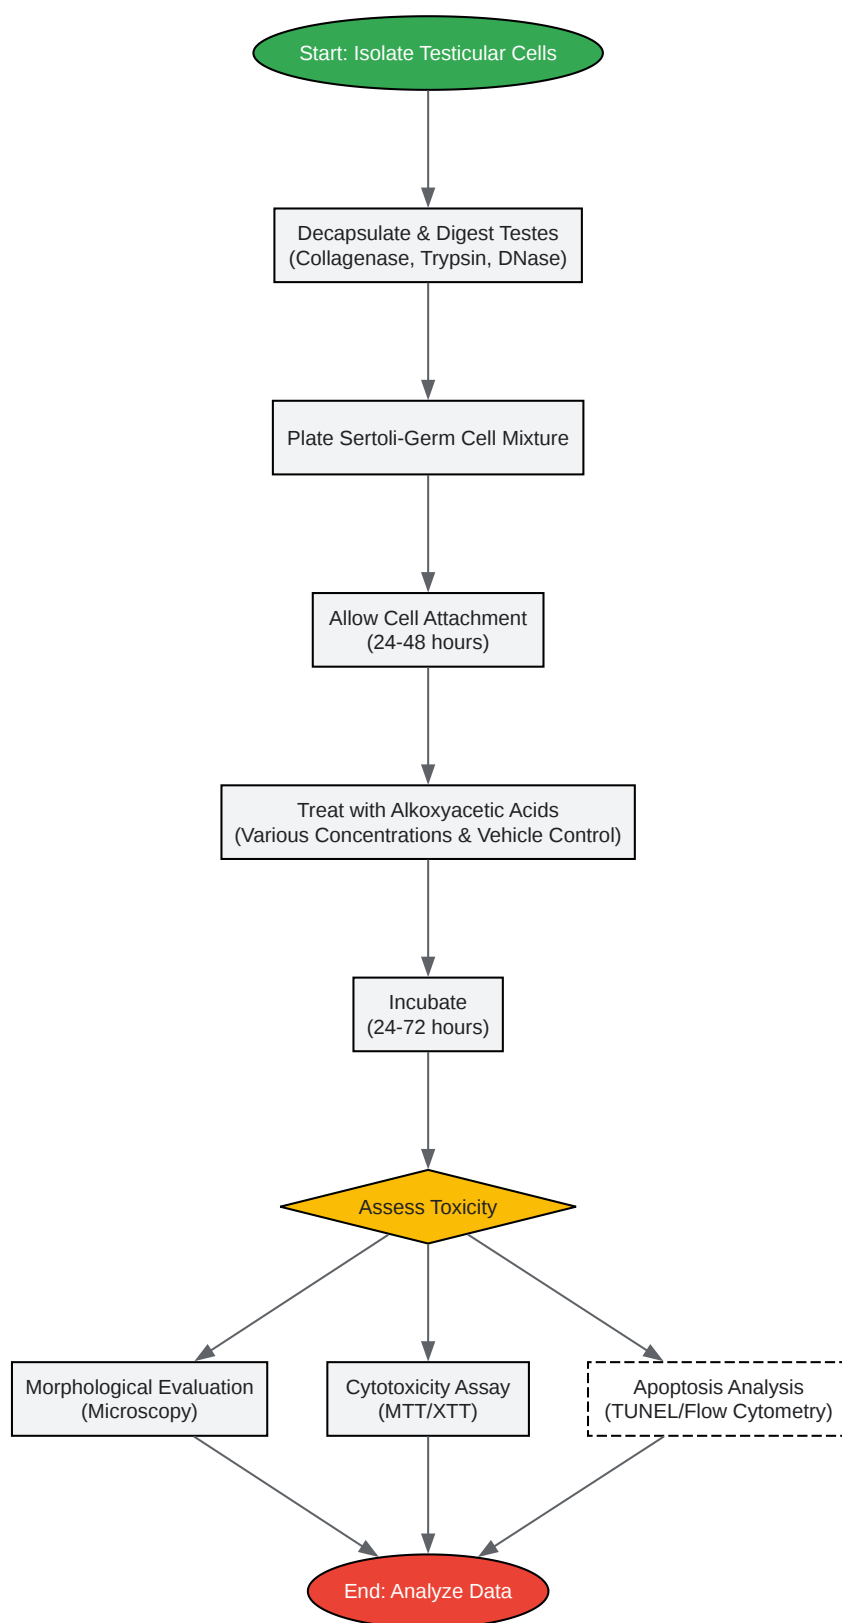 Start: Isolate Testicular Cells
Decapsulate & Digest Testes
(Collagenase, Trypsin, DNase)
Plate Sertoli-Germ Cell Mixture
Allow Cell Attachment
(24-48 hours)
Treat with Alkoxyacetic Acids
(Various Concentrations & Vehicle Control)
Incubate
(24-72 hours)
Assess Toxicity
Morphological Evaluation
(Microscopy)
Cytotoxicity Assay
(MTT/XTT)
Apoptosis Analysis
(TUNEL/Flow Cytometry)
End: Analyze Data